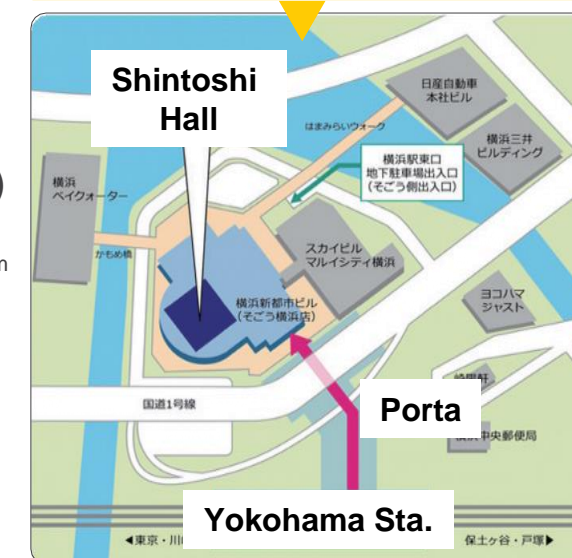 Shintoshi
Hall
日産自動車
本社ビル
はまみらいウォーク
横浜三井
ビルディング
横浜駅東口
地下駐車場出入口
(そごう側出入口)
横浜
ベイクォーター
かもめ橋
スカイビル
マルイシティ横浜
横浜新都市ビル
(そごう横浜店)
ヨコハマ
ジャスト
国道1号線
崎陽軒
Porta
中央郵便局
Yokohama Sta.
◀東京・川
保土ヶ谷・戸塚▶